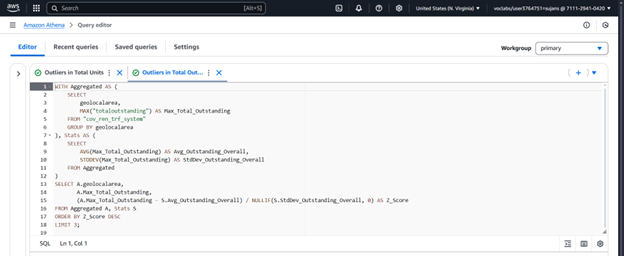 aws Search [Alt+S] United States (N. Virginia) voclabs/user3764751=sujans @ 7111-2941-0420
Amazon Athena > Query editor
Editor Recent queries Saved queries Settings Workgroup primary
Outliers in Total Units Outliers in Total Out...
1 WITH Aggregated AS (
2 SELECT
3 geolocalarea,
4 MAX("totaloutstanding") AS Max_Total_Outstanding
5 FROM "cov_ren_trf_system"
6 GROUP BY geolocalarea
7 ), Stats AS (
8 SELECT
9 AVG(Max_Total_Outstanding) AS Avg_Outstanding_Overall,
10 STDDEV(Max_Total_Outstanding) AS StdDev_Outstanding_Overall
11 FROM Aggregated
12 )
13 SELECT A.geolocalarea,
14 A.Max_Total_Outstanding,
15 (A.Max_Total_Outstanding - S.Avg_Outstanding_Overall) / NULLIF(S.StdDev_Outstanding_Overall, 0) AS Z_Score
16 FROM Aggregated A, Stats S
17 ORDER BY Z_Score DESC
18 LIMIT 3;
19
SQL Ln 1, Col 1